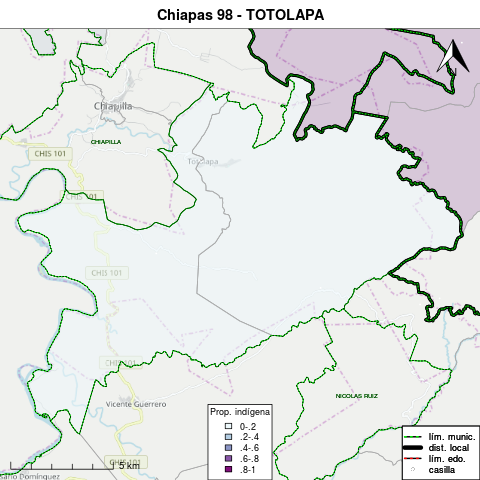 Chiapas 98 - TOTOLAPA
Chiapilla
CHIAPILLA
CHIS 101
Totolapa
CHIS 101
CHIS 101
CHIS 101
Vicente Guerrero
NICOLAS RUIZ
CHIS 101
5 km
Domínguez
Prop. indígena
0-.2
.2-.4
.4-.6
.6-.8
.8-1
lím. munic.
dist. local
lím. edo.
casilla